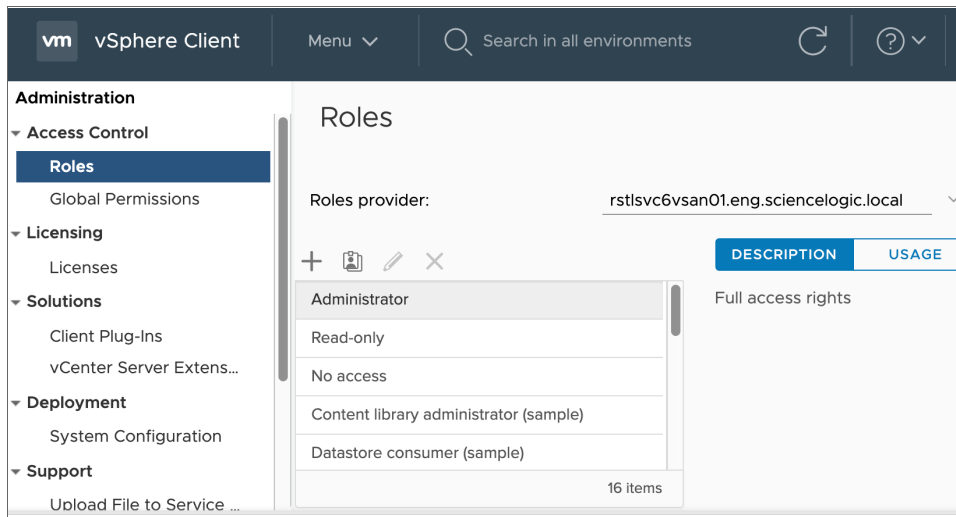 vm vSphere Client Menu Search in all environments ?
Administration
Access Control
Roles
Global Permissions
Licensing
Licenses
Solutions
Client Plug-Ins
vCenter Server Extens...
Deployment
System Configuration
Support
Upload File to Service ...
Roles
Roles provider: rstlsvc6vsan01.eng.sciencelogic.local
Administrator
Read-only
No access
Content library administrator (sample)
Datastore consumer (sample)
16 items
DESCRIPTION USAGE
Full access rights